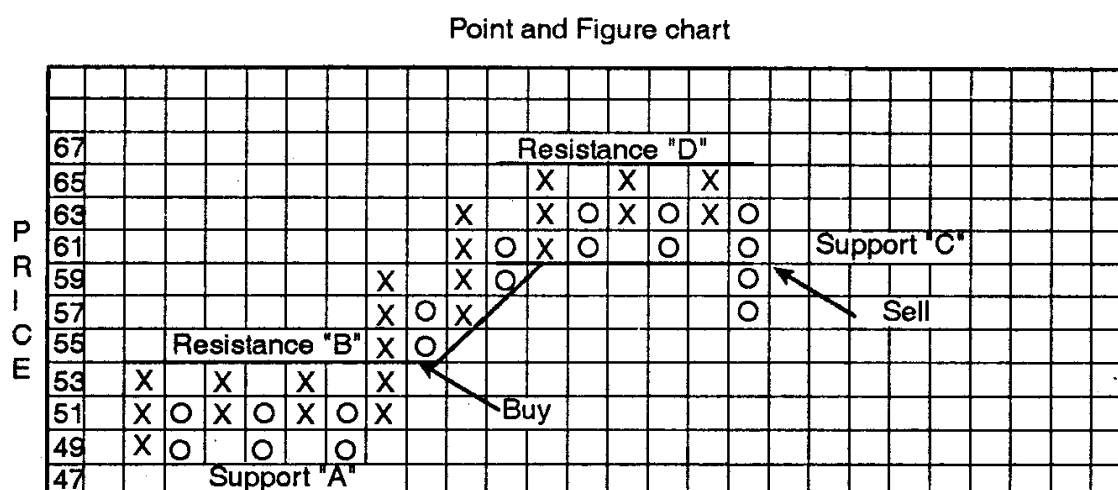 Point and Figure chart
67 Resistance "D"
65 X X X
63 X X O X O X O
61 X O X O O O Support "C"
59 X X O O
57 X O X O Sell
55 Resistance "B" X O
53 X X X X
51 X O X O X O X Buy
49 X O O O
47 Support "A"
PRICE